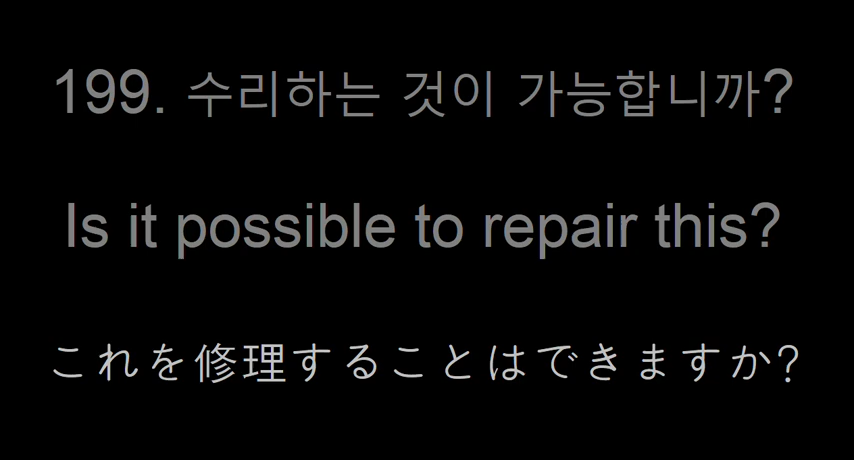 199. 수리하는 것이 가능합니까?
Is it possible to repair this?
これを修理することはできますか?